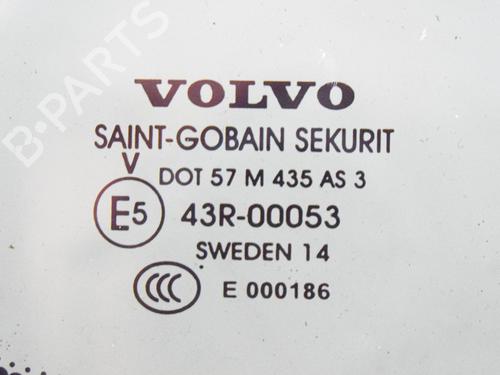 B-PARTS
VOLVO
SAINT-GOBAIN SEKURIT
V
DOT 57 M 435 AS 3
E5 43R-00053
SWEDEN 14
CCC E 000186